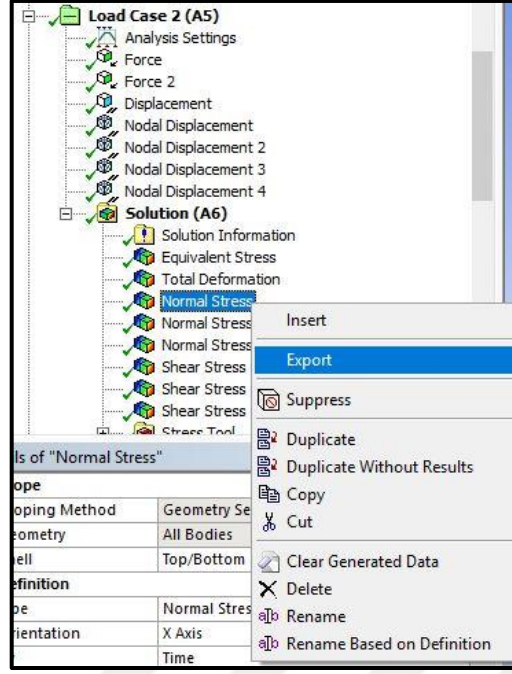 Load Case 2 (A5)
Analysis Settings
Force
Force 2
Displacement
Nodal Displacement
Nodal Displacement 2
Nodal Displacement 3
Nodal Displacement 4
Solution (A6)
Solution Information
Equivalent Stress
Total Deformation
Normal Stress
Normal Stress
Normal Stress
Shear Stress
Shear Stress
Shear Stress
Stress Tool
Insert
Export
Suppress
Duplicate
Duplicate Without Results
Copy
Cut
Clear Generated Data
Delete
Rename
Rename Based on Definition
ls of "Normal Stress"
ope
oping Method Geometry Se
eometry All Bodies
ell Top/Bottom
efinition
pe Normal Stres
rientation X Axis
Time